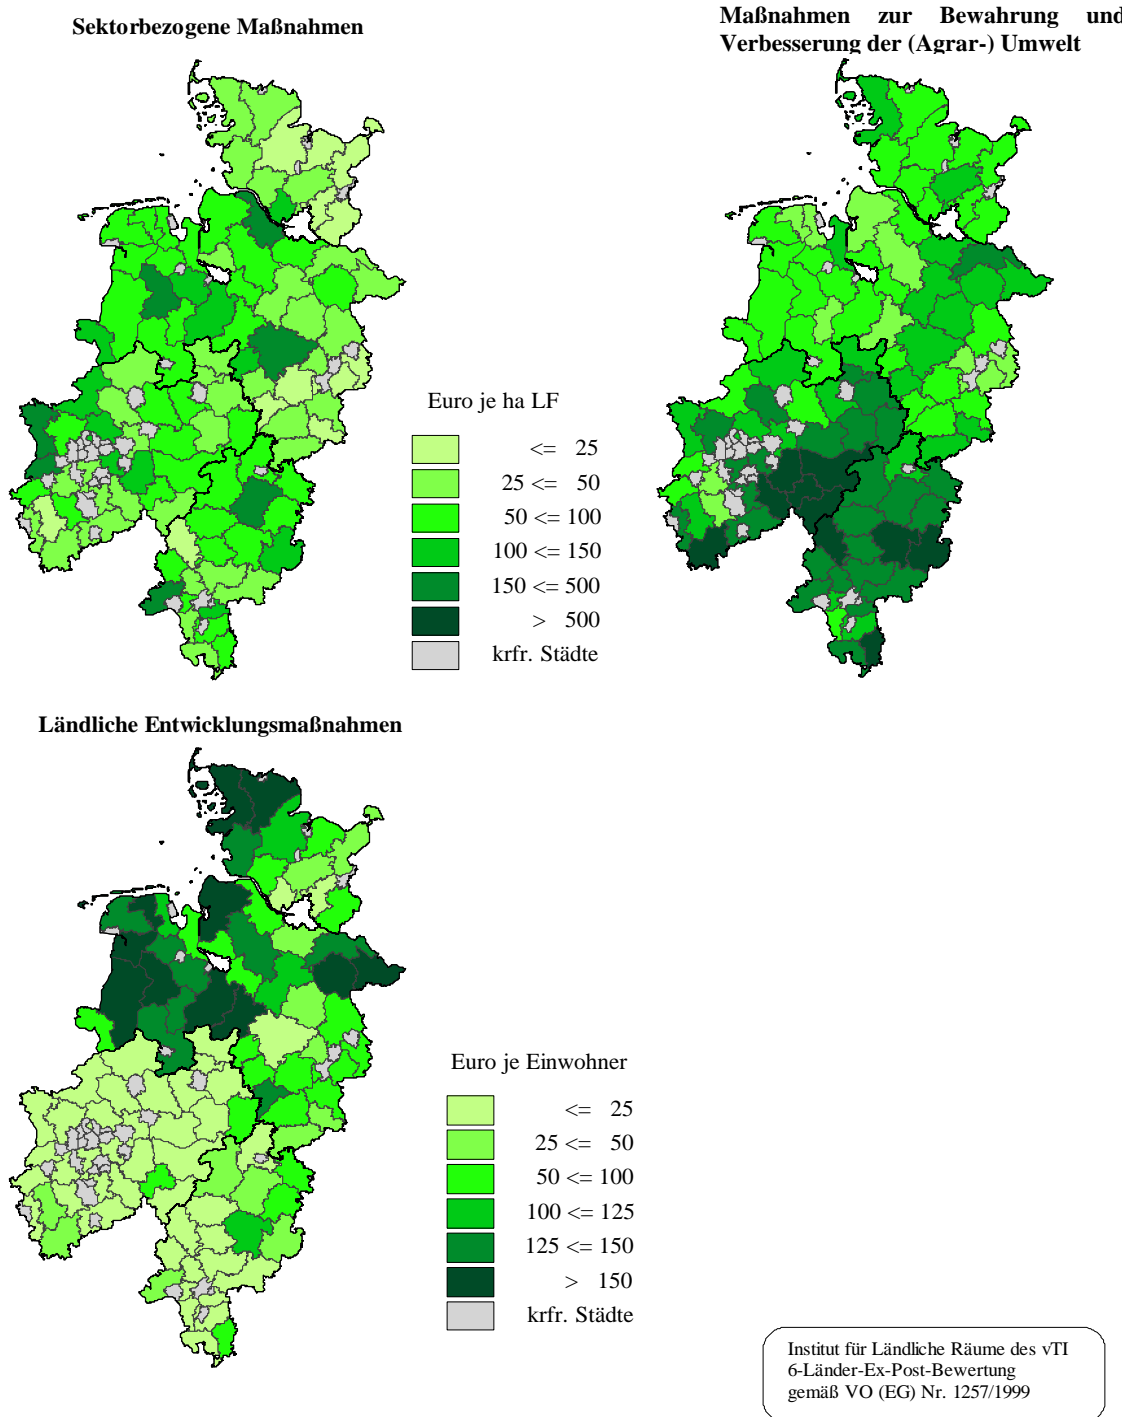 Sektorbezogene Maßnahmen
Maßnahmen zur Bewahrung und
Verbesserung der (Agrar-) Umwelt
Euro je ha LF
<= 25
25 <= 50
50 <= 100
100 <= 150
150 <= 500
> 500
krfr. Städte
Ländliche Entwicklungsmaßnahmen
Euro je Einwohner
<= 25
25 <= 50
50 <= 100
100 <= 125
125 <= 150
> 150
krfr. Städte
Institut für Ländliche Räume des vTI
6-Länder-Ex-Post-Bewertung
gemäß VO (EG) Nr. 1257/1999